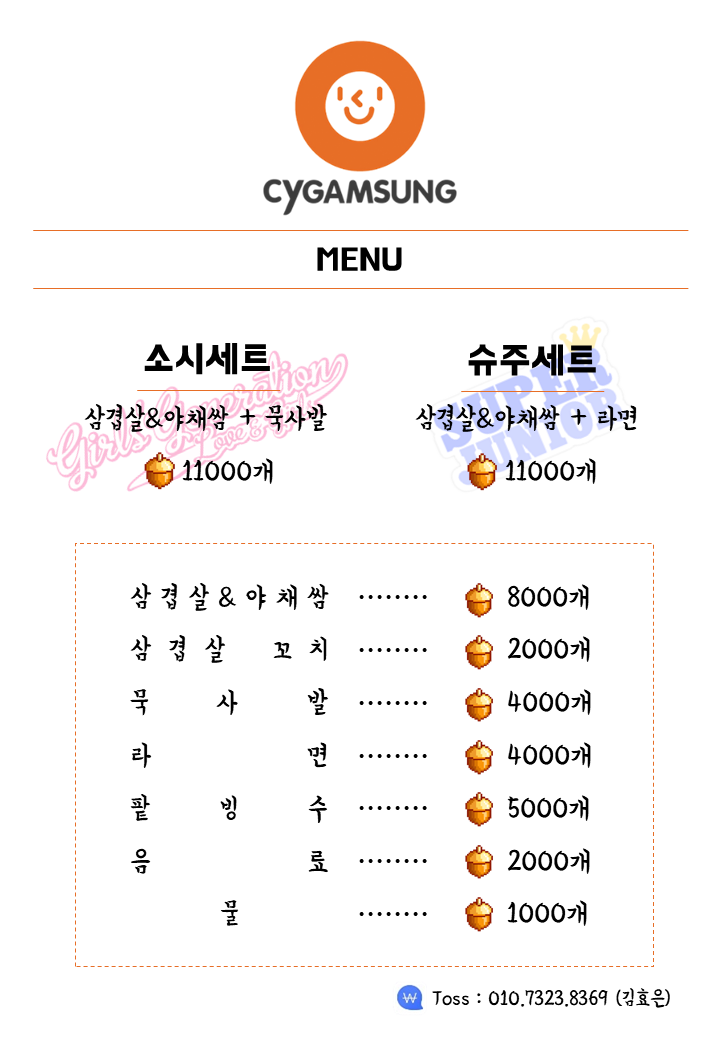 CYGAMSUNG
MENU
소시세트
Girls' Generation
Love & Girls
삼겹살&야채쌈 + 묵사발
11000개
슈주세트
SUPER
JUNIOR
삼겹살&야채쌈 + 라면
11000개
삼겹살&야채쌈 ········ 8000개
삼겹살 꼬치 ········ 2000개
묵사발 ········ 4000개
라면 ········ 4000개
팥빙수 ········ 5000개
음료 ········ 2000개
물 ········ 1000개
₩ Toss : 010.7323.8369 (김효은)